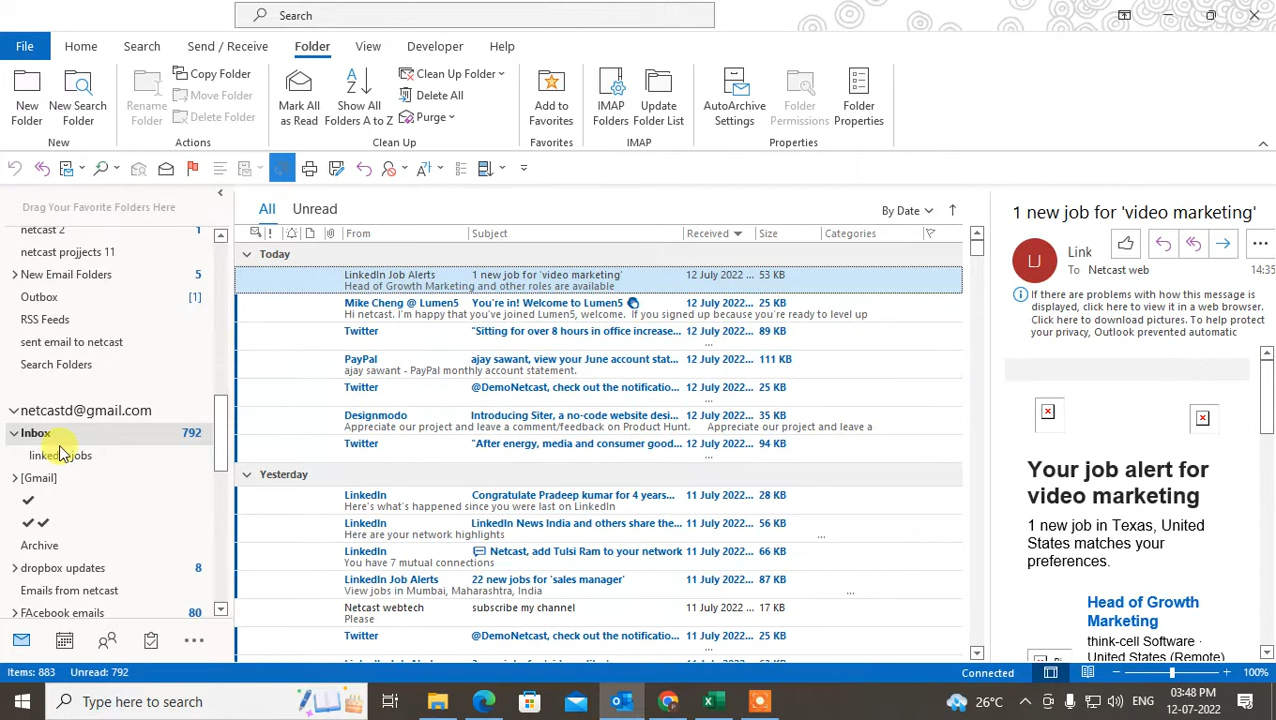 Search
File Home Search Send / Receive Folder View Developer Help
New Folder
New Search Folder
New
Rename Folder
Copy Folder
Move Folder
Delete Folder
Actions
Mark All as Read
Show All Folders A to Z
Clean Up Folder
Delete All
Purge
Clean Up
Add to Favorites
Favorites
IMAP Folders
Update Folder List
IMAP
AutoArchive Settings
Folder Permissions
Folder Properties
Properties
Drag Your Favorite Folders Here
netcast 2 1
netcast projjects 11
New Email Folders 5
Outbox [1]
RSS Feeds
sent email to netcast
Search Folders
netcastd@gmail.com
Inbox 792
jobs
[Gmail]
Archive
dropbox updates 8
Emails from netcast
FAcebook emails 80
All Unread By Date
From Subject Received Size Categories
Today
LinkedIn Job Alerts 1 new job for 'video marketing' 12 July 2022 ... 53 KB
Head of Growth Marketing and other roles are available
Mike Cheng @ Lumen5 You're in! Welcome to Lumen5 12 July 2022 ... 25 KB
Hi netcast. I'm happy that you've joined Lumen5, welcome. If you signed up because you're ready to level up
Twitter "Sitting for over 8 hours in office increase... 12 July 2022 ... 89 KB
...
PayPal ajay sawant, view your June account stat... 12 July 2022 ... 111 KB
ajay sawant - PayPal monthly account statement.
Twitter @DemoNetcast, check out the notificatio... 12 July 2022 ... 25 KB
...
Designmodo Introducing Siter, a no-code website desi... 12 July 2022 ... 35 KB
Appreciate our project and leave a comment/feedback on Product Hunt. Appreciate our project and leave a
Twitter "After energy, media and consumer good... 12 July 2022 ... 94 KB
...
Yesterday
LinkedIn Congratulate Pradeep kumar for 4 years... 11 July 2022 ... 28 KB
Here's what's happened since you were last on LinkedIn
LinkedIn LinkedIn News India and others share the... 11 July 2022 ... 56 KB
Here are your network highlights ...
LinkedIn Netcast, add Tulsi Ram to your network 11 July 2022 ... 66 KB
You have 7 mutual connections
LinkedIn Job Alerts 22 new jobs for 'sales manager' 11 July 2022 ... 87 KB
View jobs in Mumbai, Maharashtra, India ...
Netcast webtech subscribe my channel 11 July 2022 ... 17 KB
Please
Twitter @DemoNetcast, check out the notificatio... 11 July 2022 ... 25 KB
...
1 new job for 'video marketing'
LJ
Link
To Netcast web
14:35
If there are problems with how this message is
displayed, click here to view it in a web browser.
Click here to download pictures. To help protect
your privacy, Outlook prevented automatic
Your job alert for
video marketing
1 new job in Texas, United
States matches your
preferences.
Head of Growth
Marketing
think-cell Software ·
United States (Remote)
Items: 883 Unread: 792 Connected 100%
Type here to search 26°C ENG 03:48 PM
12-07-2022